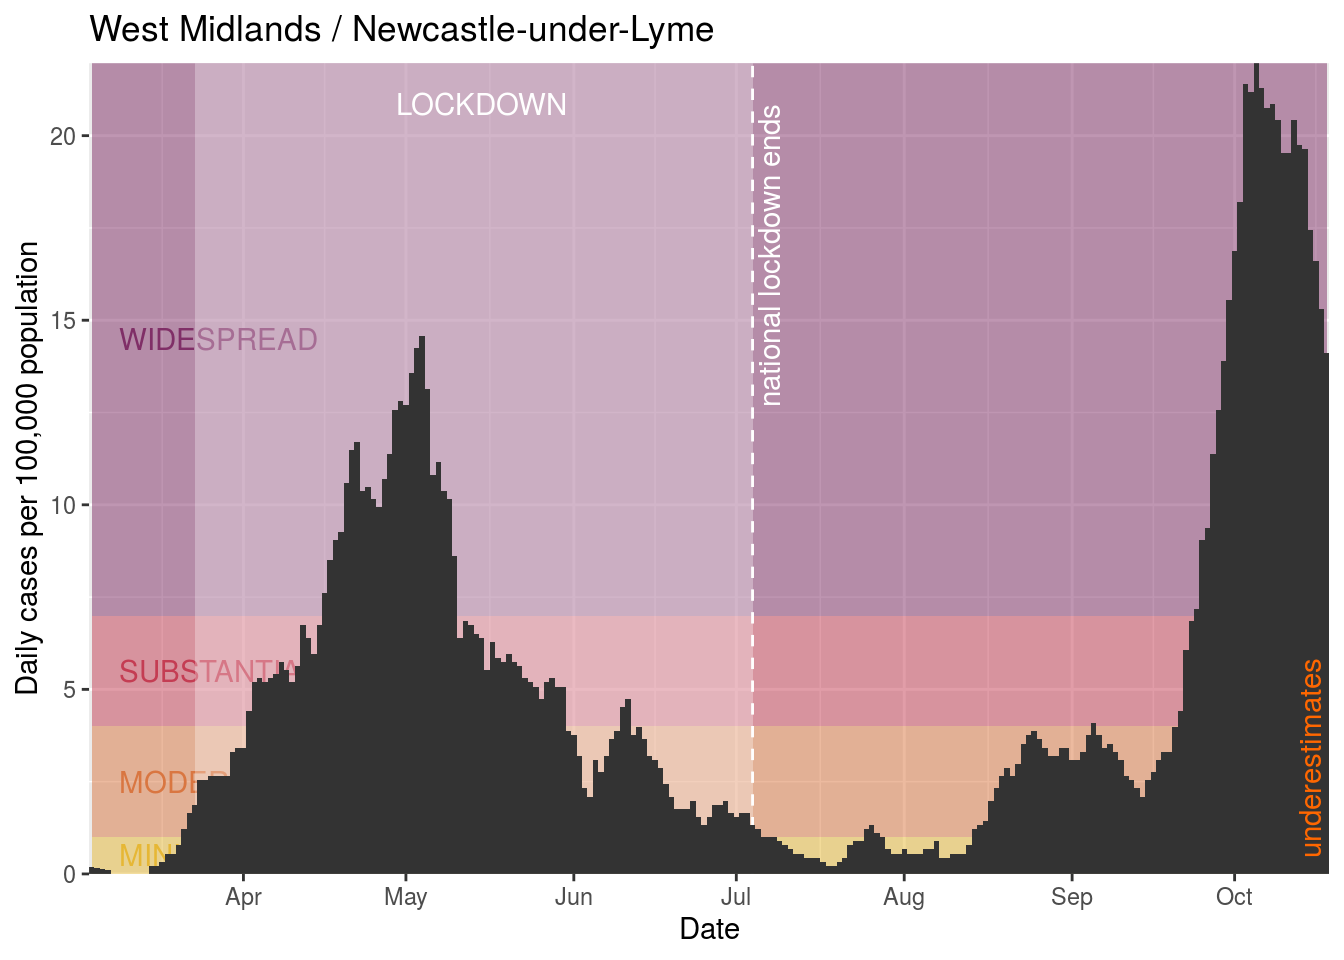 West Midlands / Newcastle-under-Lyme
Daily cases per 100,000 population
20
15
10
5
0
LOCKDOWN
national lockdown ends
WIDESPREAD
SUBSTANTIA
MODE
MIN
underestimates
Apr
May
Jun
Jul
Aug
Sep
Oct
Date